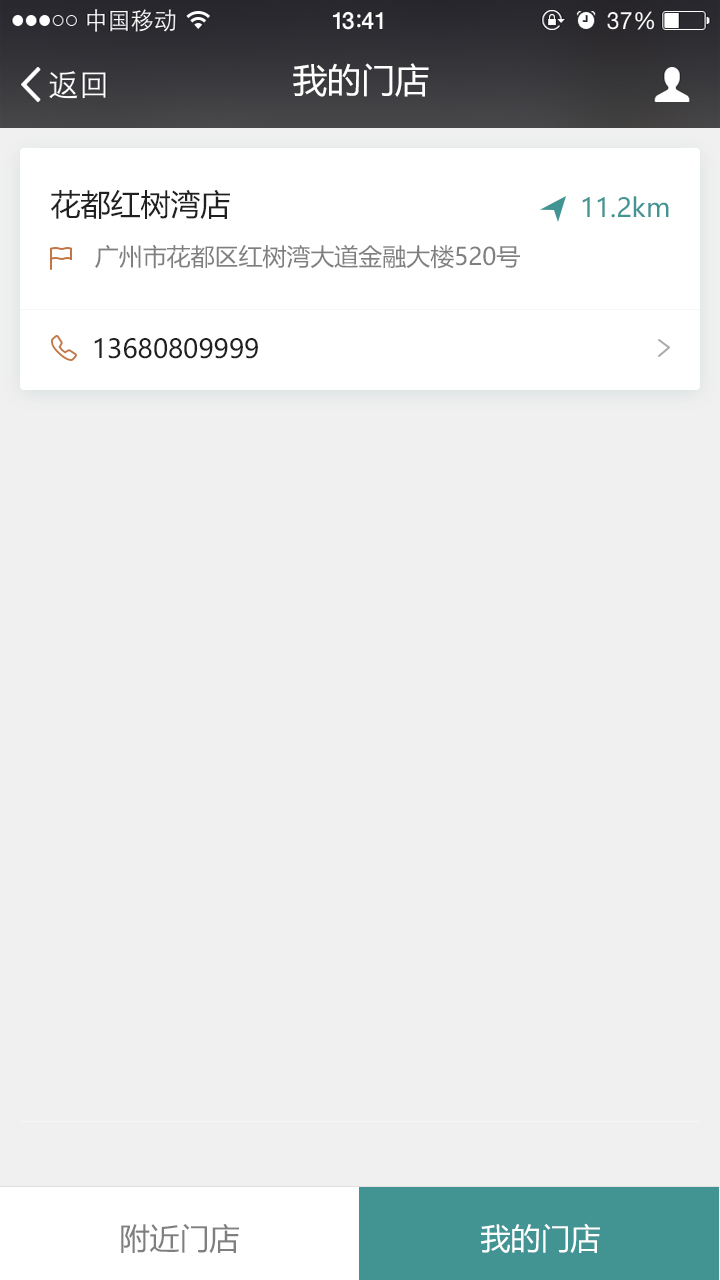 中国移动 13:41 37%
返回 我的门店
花都红树湾店 11.2km
广州市花都区红树湾大道金融大楼520号
13680809999
附近门店 我的门店